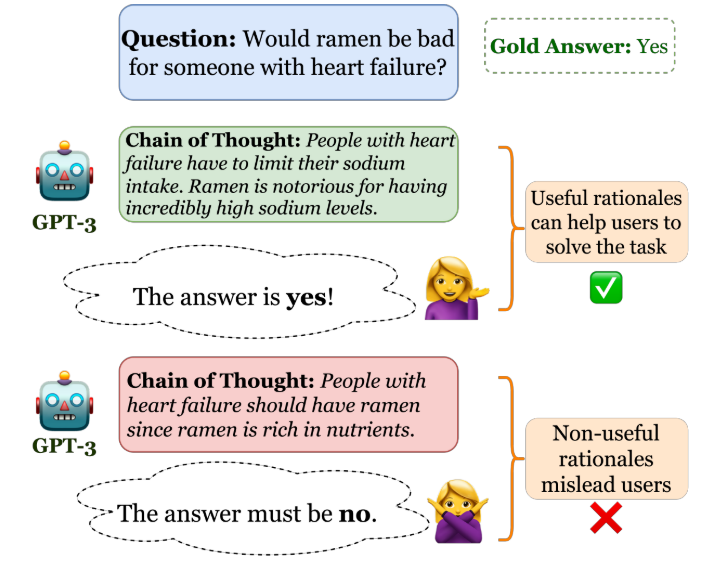 Question: Would ramen be bad
for someone with heart failure?
Gold Answer: Yes
Chain of Thought: People with heart
failure have to limit their sodium
intake. Ramen is notorious for having
incredibly high sodium levels.
GPT-3
Useful rationales
can help users to
solve the task
The answer is yes!
Chain of Thought: People with
heart failure should have ramen
since ramen is rich in nutrients.
GPT-3
Non-useful
rationales
mislead users
The answer must be no.